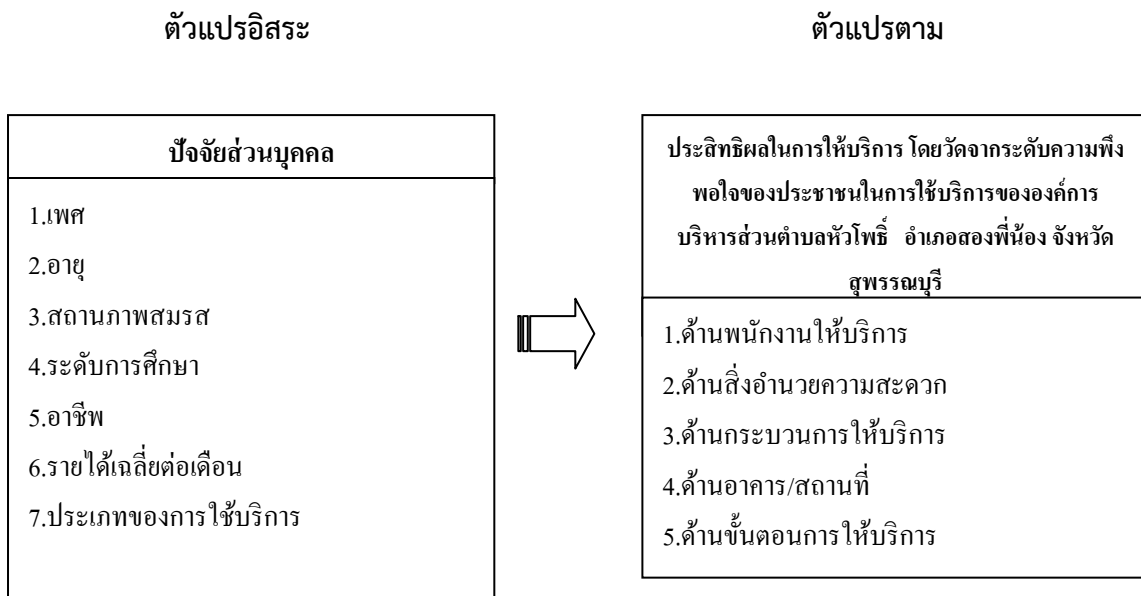 ตัวแปรอิสระ
ตัวแปรตาม
ปัจจัยส่วนบุคคล
1.เพศ
2.อายุ
3.สถานภาพสมรส
4.ระดับการศึกษา
5.อาชีพ
6.รายได้เฉลี่ยต่อเดือน
7.ประเภทของการใช้บริการ
ประสิทธิผลในการให้บริการ โดยวัดจากระดับความพึง
พอใจของประชาชนในการใช้บริการขององค์การ
บริหารส่วนตำบลหัวโพธิ์ อำเภอสองพี่น้อง จังหวัด
สุพรรณบุรี
1.ด้านพนักงานให้บริการ
2.ด้านสิ่งอำนวยความสะดวก
3.ด้านกระบวนการให้บริการ
4.ด้านอาคาร/สถานที่
5.ด้านขั้นตอนการให้บริการ